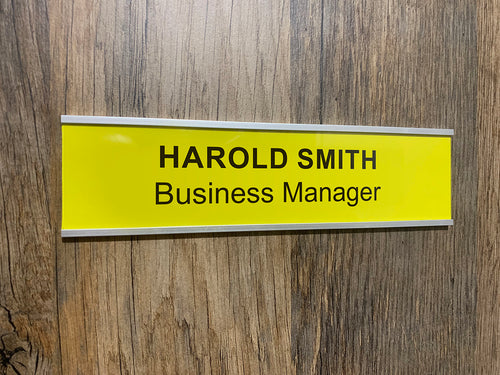 HAROLD SMITH
Business Manager